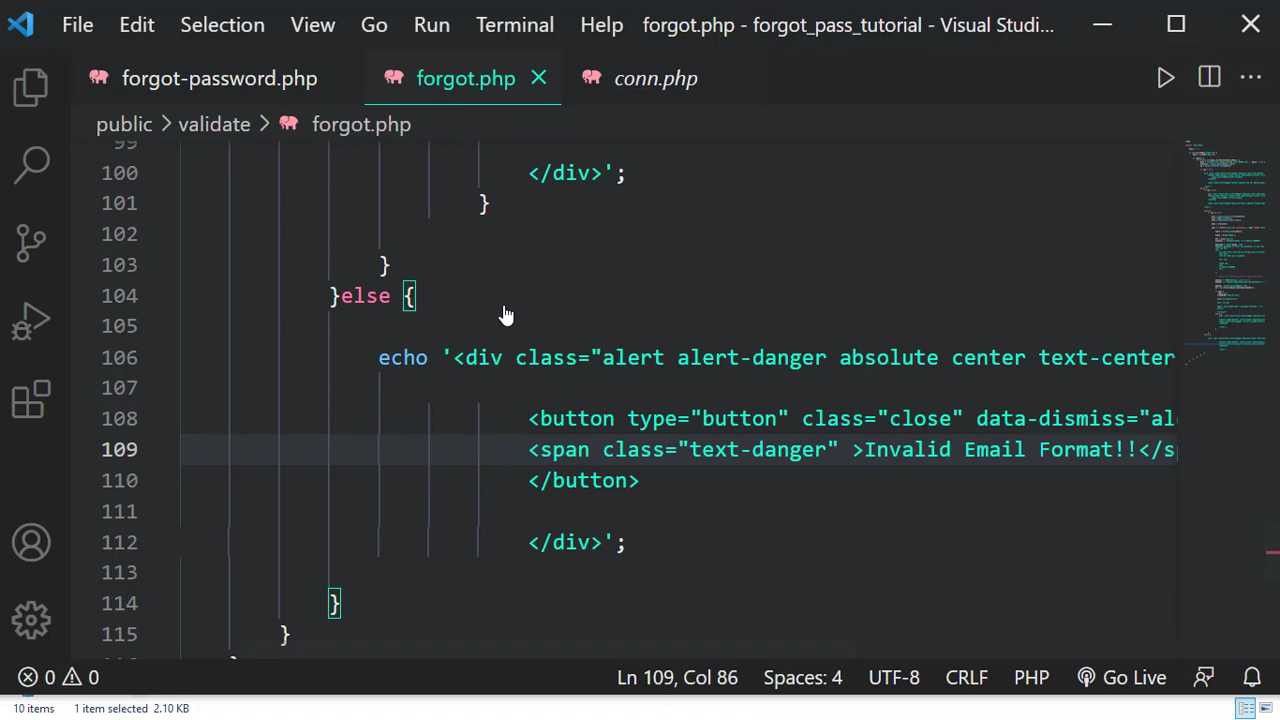 File Edit Selection View Go Run Terminal Help forgot.php - forgot_pass_tutorial - Visual Studi...
forgot-password.php forgot.php conn.php
public > validate > forgot.php
99
100 </div>';
101 }
102
103 }
104 }else {
105
106 echo '<div class="alert alert-danger absolute center text-center
107
108 <button type="button" class="close" data-dismiss="al
109 <span class="text-danger" >Invalid Email Format!!</s
110 </button>
111
112 </div>';
113
114 }
115 }
0 0 Ln 109, Col 86 Spaces: 4 UTF-8 CRLF PHP Go Live
10 items 1 item selected 2.10 KB